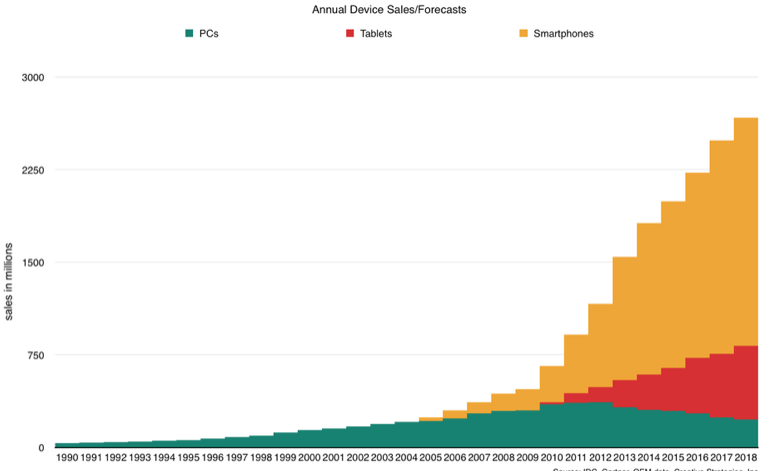 Annual Device Sales/Forecasts
PCs Tablets Smartphones
3000
2250
1500
750
0
sales in millions
1990 1991 1992 1993 1994 1995 1996 1997 1998 1999 2000 2001 2002 2003 2004 2005 2006 2007 2008 2009 2010 2011 2012 2013 2014 2015 2016 2017 2018